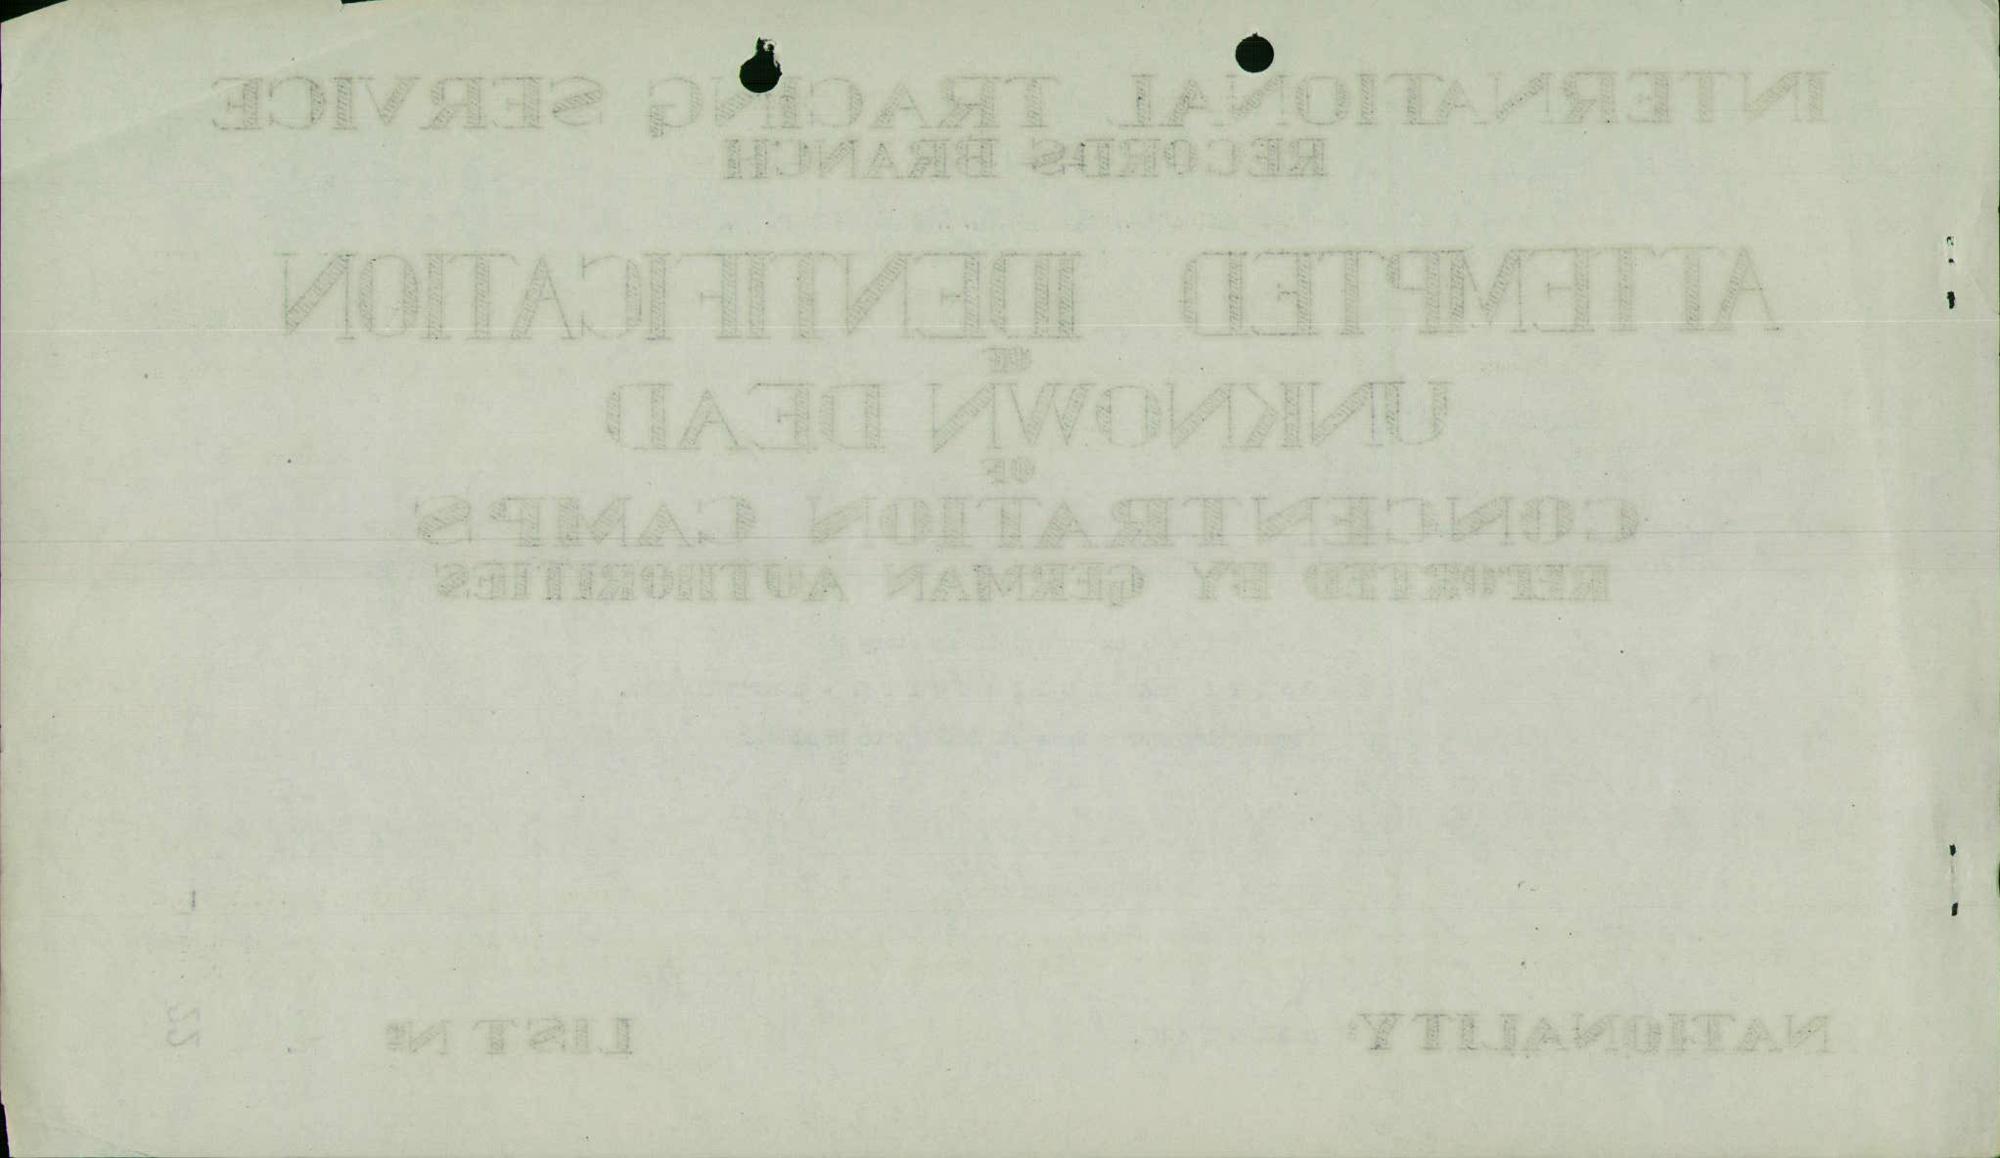 INTERNATIONAL TRACING SERVICE
RECORDS BRANCH
ATTEMPTED IDENTIFICATION
OF
UNKNOWN DEAD
OF
CONCENTRATION CAMPS
REPORTED BY GERMAN AUTHORITIES
NATIONALITY: LIST Nº
22